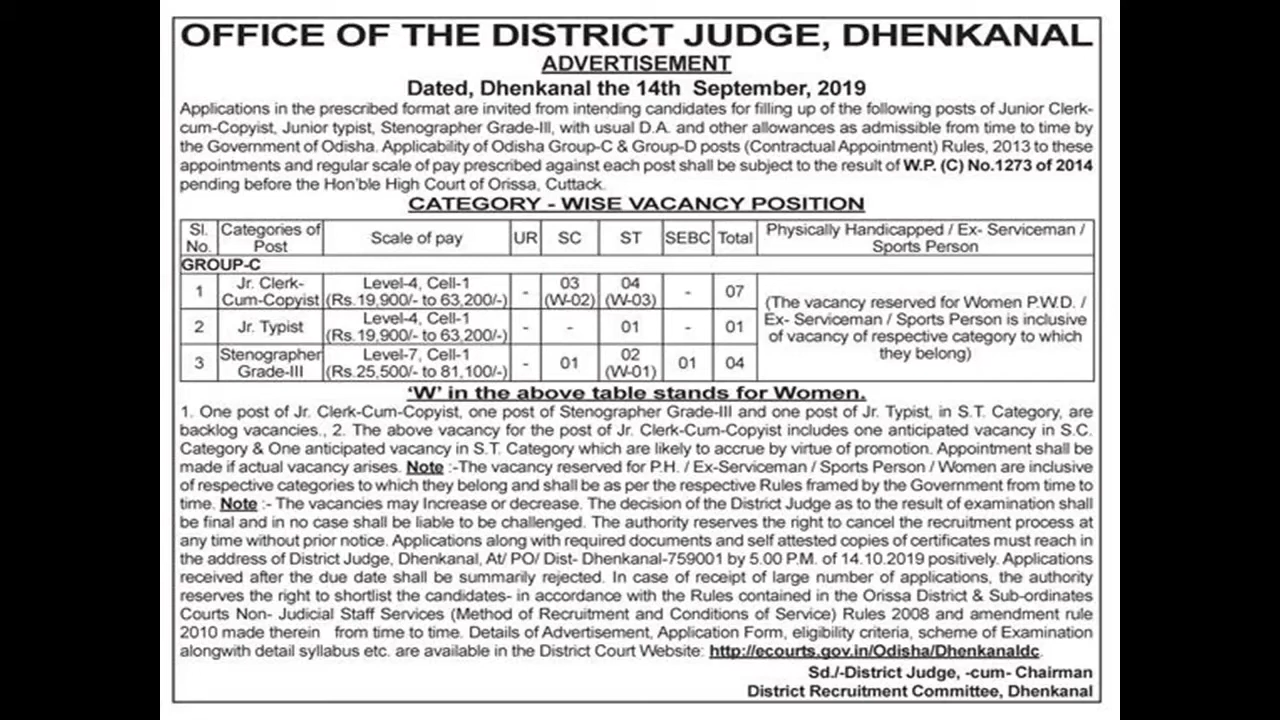 OFFICE OF THE DISTRICT JUDGE, DHENKANAL
ADVERTISEMENT
Dated, Dhenkanal the 14th September, 2019
Applications in the prescribed format are invited from intending candidates for filling up of the following posts of Junior Clerk-
cum-Copyist, Junior typist, Stenographer Grade-III, with usual D.A. and other allowances as admissible from time to time by
the Government of Odisha. Applicability of Odisha Group-C & Group-D posts (Contractual Appointment) Rules, 2013 to these
appointments and regular scale of pay prescribed against each post shall be subject to the result of W.P. (C) No.1273 of 2014
pending before the Hon'ble High Court of Orissa, Cuttack.
CATEGORY - WISE VACANCY POSITION
Sl. No. Categories of Post Scale of pay UR SC ST SEBC Total Physically Handicapped / Ex- Serviceman / Sports Person
GROUP-C
1 Jr. Clerk-Cum-Copyist Level-4, Cell-1 (Rs.19,900/- to 63,200/-) - 03 (W-02) 04 (W-03) - 07
2 Jr. Typist Level-4, Cell-1 (Rs.19,900/- to 63,200/-) - - 01 - 01
3 Stenographer Grade-III Level-7, Cell-1 (Rs.25,500/- to 81,100/-) - 01 02 (W-01) 01 04
(The vacancy reserved for Women P.W.D. /
Ex- Serviceman / Sports Person is inclusive
of vacancy of respective category to which
they belong)
'W' in the above table stands for Women.
1. One post of Jr. Clerk-Cum-Copyist, one post of Stenographer Grade-III and one post of Jr. Typist, in S.T. Category, are
backlog vacancies., 2. The above vacancy for the post of Jr. Clerk-Cum-Copyist includes one anticipated vacancy in S.C.
Category & One anticipated vacancy in S.T. Category which are likely to accrue by virtue of promotion. Appointment shall be
made if actual vacancy arises. Note :-The vacancy reserved for P.H. / Ex-Serviceman / Sports Person / Women are inclusive
of respective categories to which they belong and shall be as per the respective Rules framed by the Government from time to
time. Note :- The vacancies may Increase or decrease. The decision of the District Judge as to the result of examination shall
be final and in no case shall be liable to be challenged. The authority reserves the right to cancel the recruitment process at
any time without prior notice. Applications along with required documents and self attested copies of certificates must reach in
the address of District Judge, Dhenkanal, At/ PO/ Dist- Dhenkanal-759001 by 5.00 P.M. of 14.10.2019 positively. Applications
received after the due date shall be summarily rejected. In case of receipt of large number of applications, the authority
reserves the right to shortlist the candidates- in accordance with the Rules contained in the Orissa District & Sub-ordinates
Courts Non- Judicial Staff Services (Method of Recruitment and Conditions of Service) Rules 2008 and amendment rule
2010 made therein from time to time. Details of Advertisement, Application Form, eligibility criteria, scheme of Examination
alongwith detail syllabus etc. are available in the District Court Website: http://ecourts.gov.in/Odisha/Dhenkanaldc.
Sd./-District Judge, -cum- Chairman
District Recruitment Committee, Dhenkanal